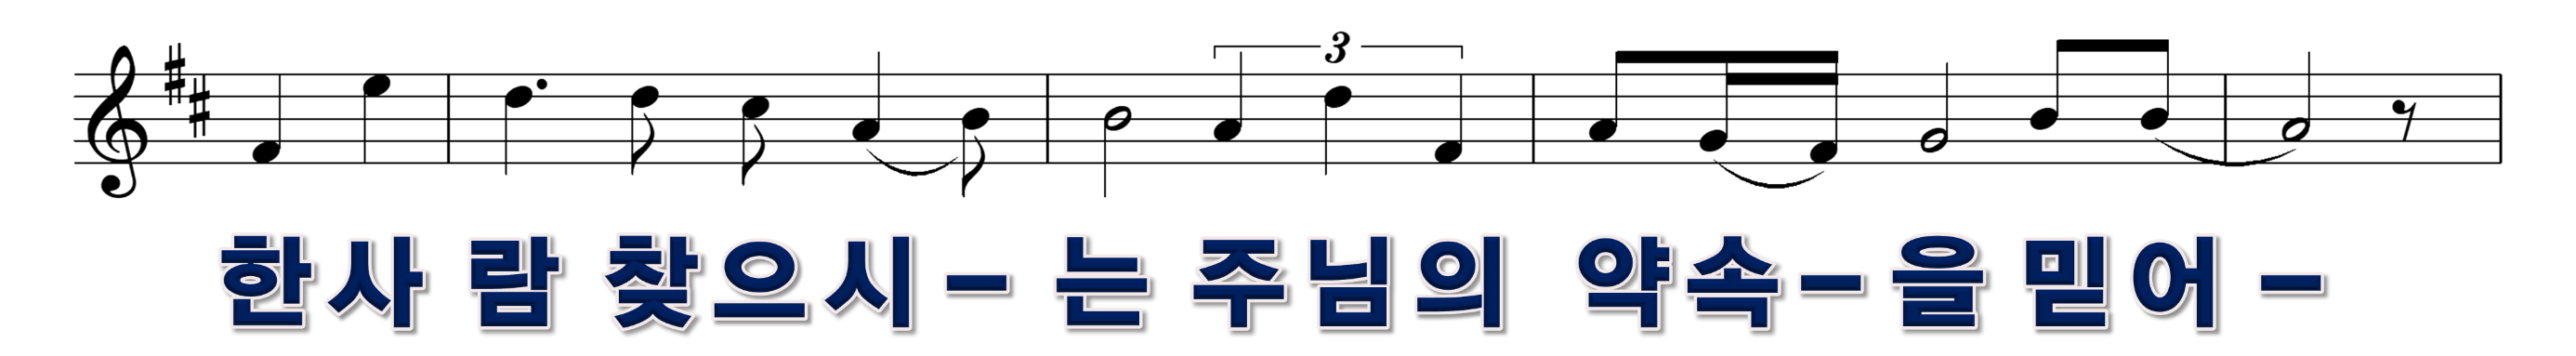 3
한사 람 찾으시 - 는 주님의 약속 - 을 믿어 -